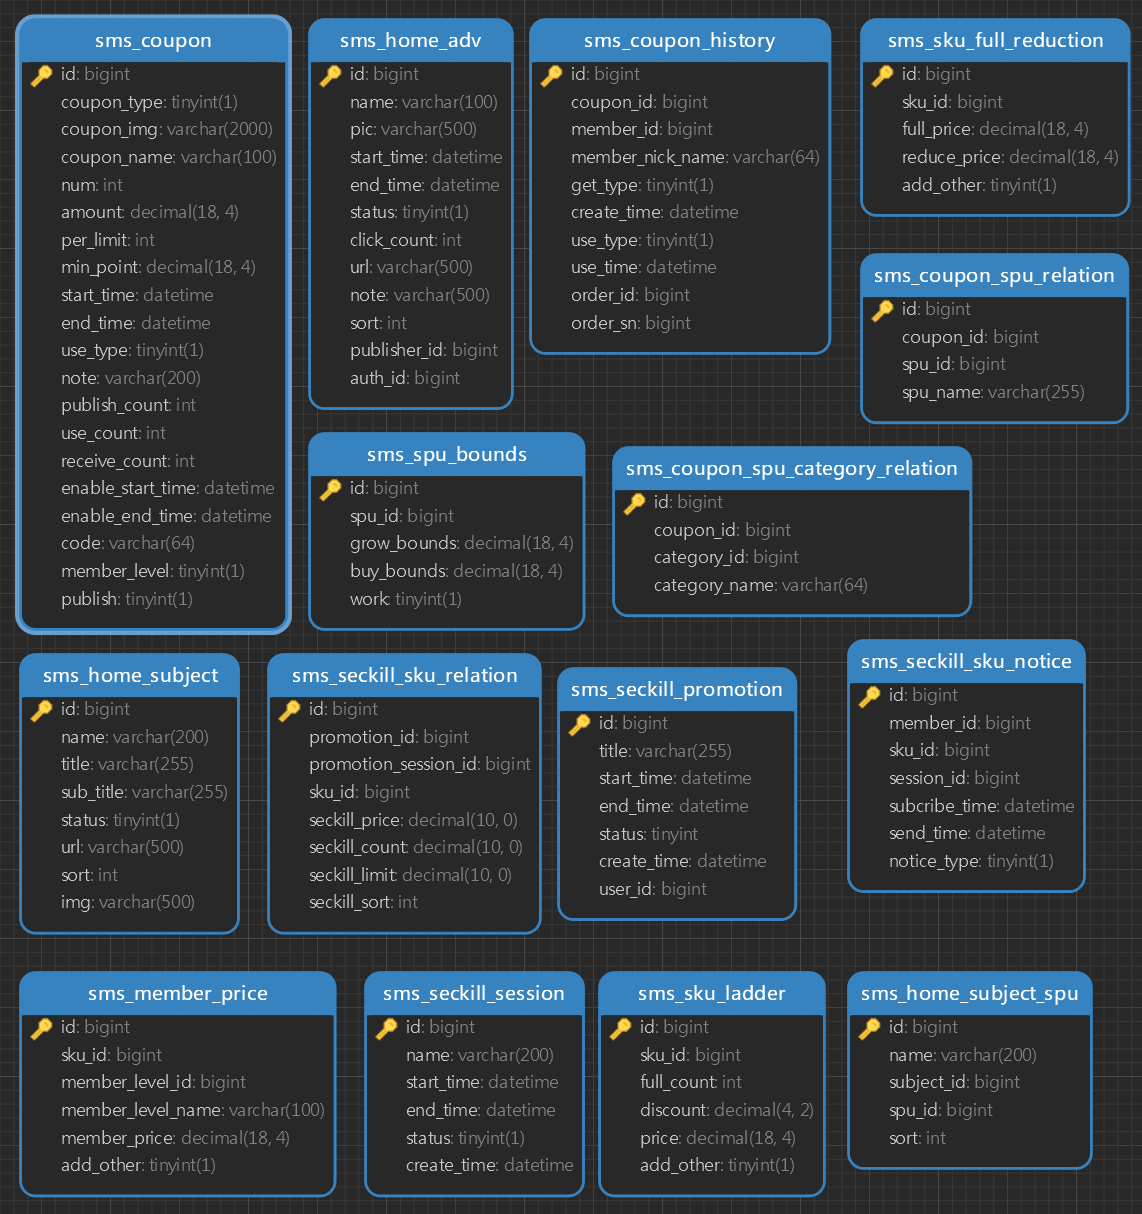 sms_coupon
id: bigint
coupon_type: tinyint(1)
coupon_img: varchar(2000)
coupon_name: varchar(100)
num: int
amount: decimal(18, 4)
per_limit: int
min_point: decimal(18, 4)
start_time: datetime
end_time: datetime
use_type: tinyint(1)
note: varchar(200)
publish_count: int
use_count: int
receive_count: int
enable_start_time: datetime
enable_end_time: datetime
code: varchar(64)
member_level: tinyint(1)
publish: tinyint(1)
sms_home_adv
id: bigint
name: varchar(100)
pic: varchar(500)
start_time: datetime
end_time: datetime
status: tinyint(1)
click_count: int
url: varchar(500)
note: varchar(500)
sort: int
publisher_id: bigint
auth_id: bigint
sms_coupon_history
id: bigint
coupon_id: bigint
member_id: bigint
member_nick_name: varchar(64)
get_type: tinyint(1)
create_time: datetime
use_type: tinyint(1)
use_time: datetime
order_id: bigint
order_sn: bigint
sms_sku_full_reduction
id: bigint
sku_id: bigint
full_price: decimal(18, 4)
reduce_price: decimal(18, 4)
add_other: tinyint(1)
sms_coupon_spu_relation
id: bigint
coupon_id: bigint
spu_id: bigint
spu_name: varchar(255)
sms_spu_bounds
id: bigint
spu_id: bigint
grow_bounds: decimal(18, 4)
buy_bounds: decimal(18, 4)
work: tinyint(1)
sms_coupon_spu_category_relation
id: bigint
coupon_id: bigint
category_id: bigint
category_name: varchar(64)
sms_home_subject
id: bigint
name: varchar(200)
title: varchar(255)
sub_title: varchar(255)
status: tinyint(1)
url: varchar(500)
sort: int
img: varchar(500)
sms_seckill_sku_relation
id: bigint
promotion_id: bigint
promotion_session_id: bigint
sku_id: bigint
seckill_price: decimal(10, 0)
seckill_count: decimal(10, 0)
seckill_limit: decimal(10, 0)
seckill_sort: int
sms_seckill_promotion
id: bigint
title: varchar(255)
start_time: datetime
end_time: datetime
status: tinyint
create_time: datetime
user_id: bigint
sms_seckill_sku_notice
id: bigint
member_id: bigint
sku_id: bigint
session_id: bigint
subcribe_time: datetime
send_time: datetime
notice_type: tinyint(1)
sms_member_price
id: bigint
sku_id: bigint
member_level_id: bigint
member_level_name: varchar(100)
member_price: decimal(18, 4)
add_other: tinyint(1)
sms_seckill_session
id: bigint
name: varchar(200)
start_time: datetime
end_time: datetime
status: tinyint(1)
create_time: datetime
sms_sku_ladder
id: bigint
sku_id: bigint
full_count: int
discount: decimal(4, 2)
price: decimal(18, 4)
add_other: tinyint(1)
sms_home_subject_spu
id: bigint
name: varchar(200)
subject_id: bigint
spu_id: bigint
sort: int